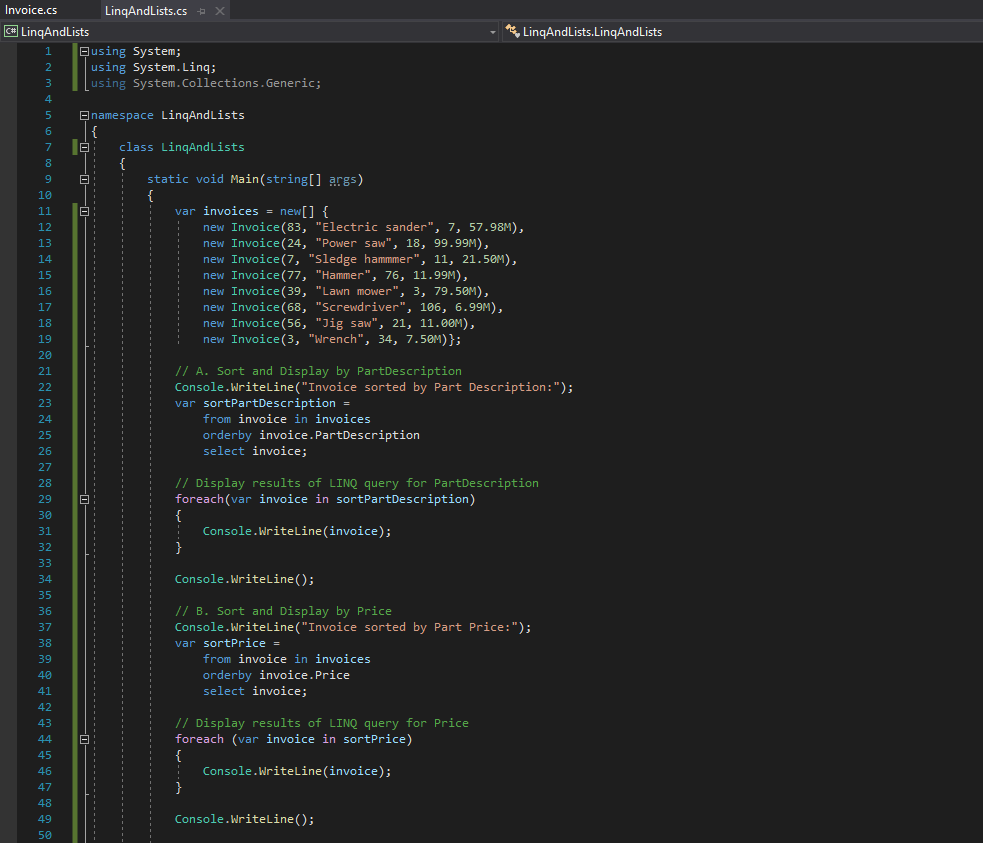 Invoice.cs LinqAndLists.cs
C# LinqAndLists LinqAndLists.LinqAndLists
1 using System;
2 using System.Linq;
3 using System.Collections.Generic;
4
5 namespace LinqAndLists
6 {
7 class LinqAndLists
8 {
9 static void Main(string[] args)
10 {
11 var invoices = new[] {
12 new Invoice(83, "Electric sander", 7, 57.98M),
13 new Invoice(24, "Power saw", 18, 99.99M),
14 new Invoice(7, "Sledge hammmer", 11, 21.50M),
15 new Invoice(77, "Hammer", 76, 11.99M),
16 new Invoice(39, "Lawn mower", 3, 79.50M),
17 new Invoice(68, "Screwdriver", 106, 6.99M),
18 new Invoice(56, "Jig saw", 21, 11.00M),
19 new Invoice(3, "Wrench", 34, 7.50M)};
20
21 // A. Sort and Display by PartDescription
22 Console.WriteLine("Invoice sorted by Part Description:");
23 var sortPartDescription =
24 from invoice in invoices
25 orderby invoice.PartDescription
26 select invoice;
27
28 // Display results of LINQ query for PartDescription
29 foreach(var invoice in sortPartDescription)
30 {
31 Console.WriteLine(invoice);
32 }
33
34 Console.WriteLine();
35
36 // B. Sort and Display by Price
37 Console.WriteLine("Invoice sorted by Part Price:");
38 var sortPrice =
39 from invoice in invoices
40 orderby invoice.Price
41 select invoice;
42
43 // Display results of LINQ query for Price
44 foreach (var invoice in sortPrice)
45 {
46 Console.WriteLine(invoice);
47 }
48
49 Console.WriteLine();
50